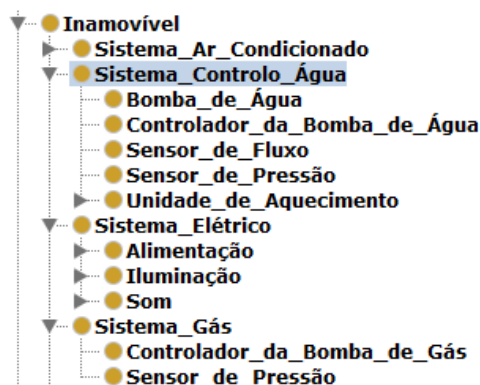 Inamovível
Sistema_Ar_Condicionado
Sistema_Controlo_Água
Bomba_de_Água
Controlador_da_Bomba_de_Água
Sensor_de_Fluxo
Sensor_de_Pressão
Unidade_de_Aquecimento
Sistema_Elétrico
Alimentação
Iluminação
Som
Sistema_Gás
Controlador_da_Bomba_de_Gás
Sensor_de_Pressão